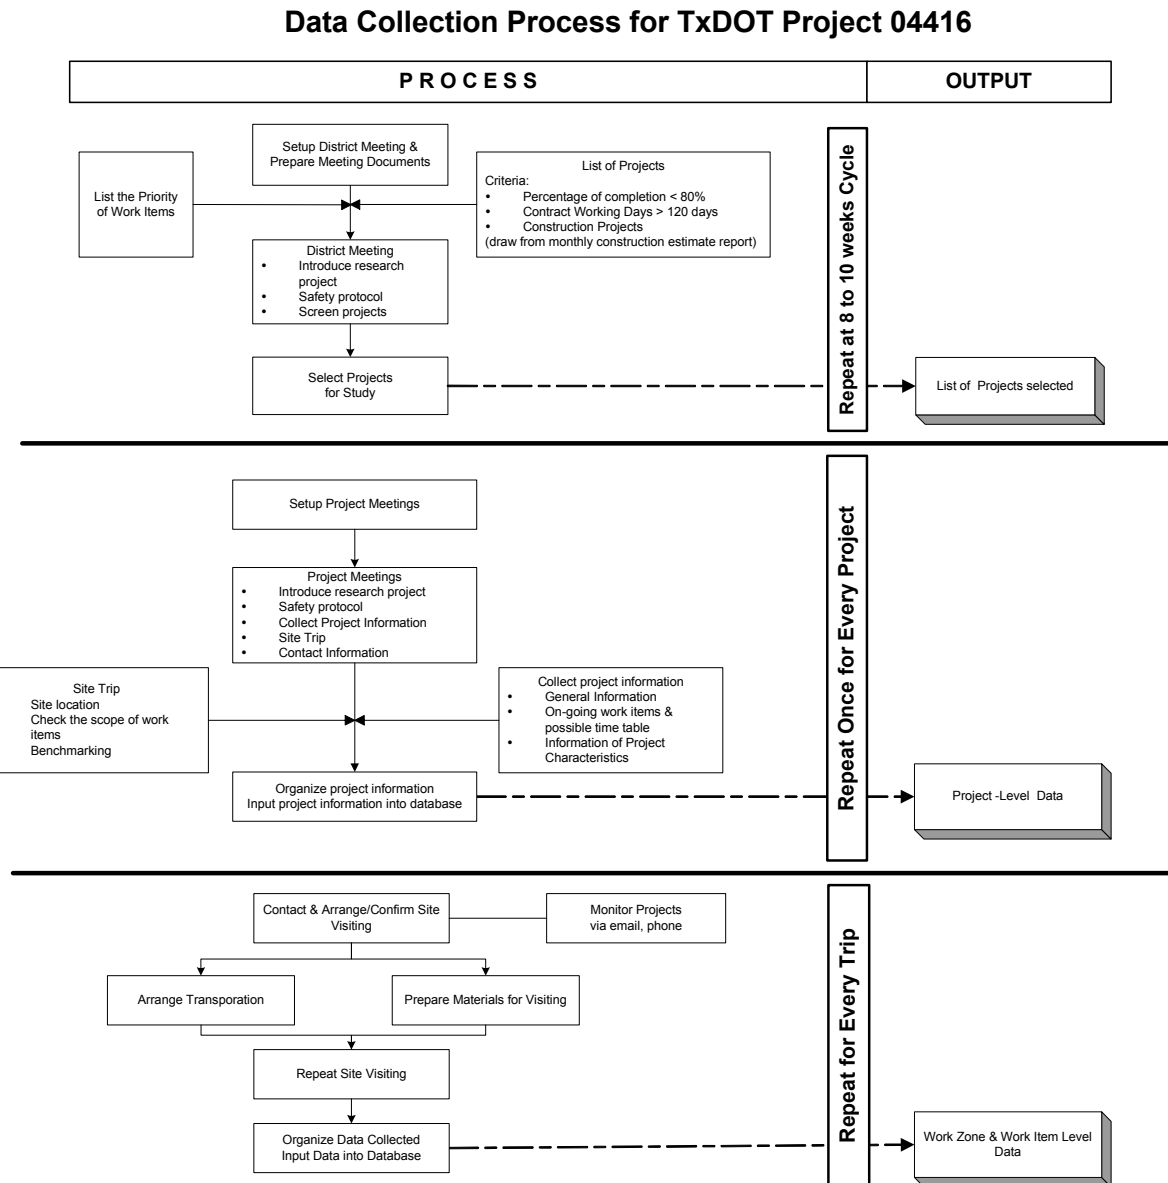 Data Collection Process for TxDOT Project 04416
P R O C E S S
OUTPUT
Setup District Meeting &
Prepare Meeting Documents
List the Priority
of Work Items
List of Projects
Criteria:
• Percentage of completion < 80%
• Contract Working Days > 120 days
• Construction Projects
(draw from monthly construction estimate report)
District Meeting
• Introduce research
project
• Safety protocol
• Screen projects
Select Projects
for Study
Repeat at 8 to 10 weeks Cycle
List of Projects selected
Setup Project Meetings
Project Meetings
• Introduce research project
• Safety protocol
• Collect Project Information
• Site Trip
• Contact Information
Site Trip
Site location
Check the scope of work
items
Benchmarking
Collect project information
• General Information
• On-going work items &
possible time table
• Information of Project
Characteristics
Organize project information
Input project information into database
Repeat Once for Every Project
Project -Level Data
Contact & Arrange/Confirm Site
Visiting
Monitor Projects
via email, phone
Arrange Transporation
Prepare Materials for Visiting
Repeat Site Visiting
Organize Data Collected
Input Data into Database
Repeat for Every Trip
Work Zone & Work Item Level
Data